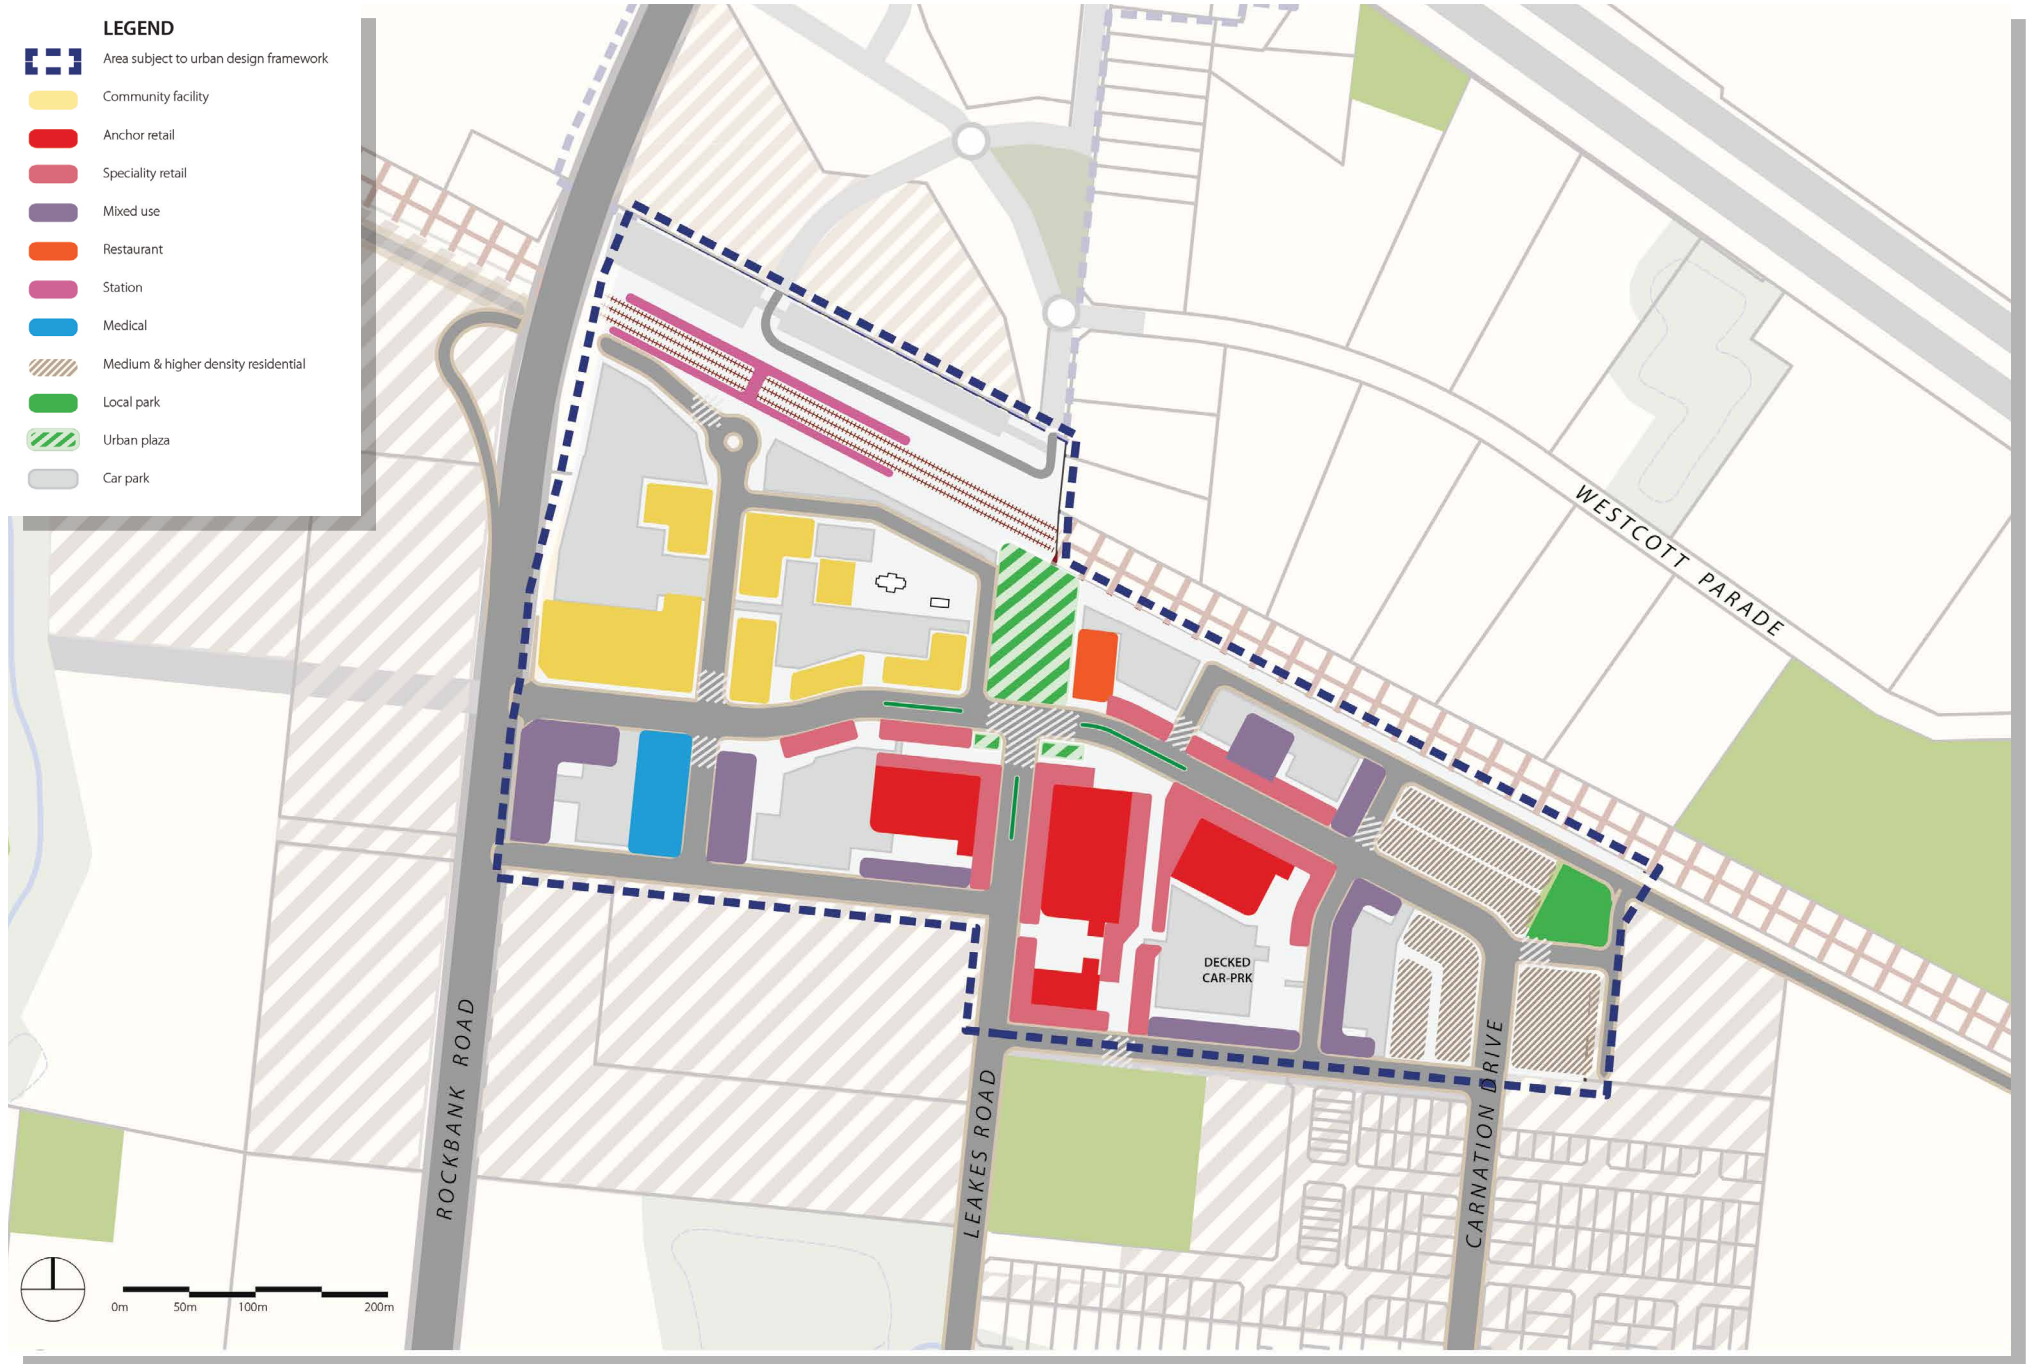 LEGEND
Area subject to urban design framework
Community facility
Anchor retail
Speciality retail
Mixed use
Restaurant
Station
Medical
Medium & higher density residential
Local park
Urban plaza
Car park
WESTCOTT PARADE
DECKED
CAR-PRK
ROCKBANK ROAD
LEAKES ROAD
CARNATION DRIVE
0m 50m 100m 200m